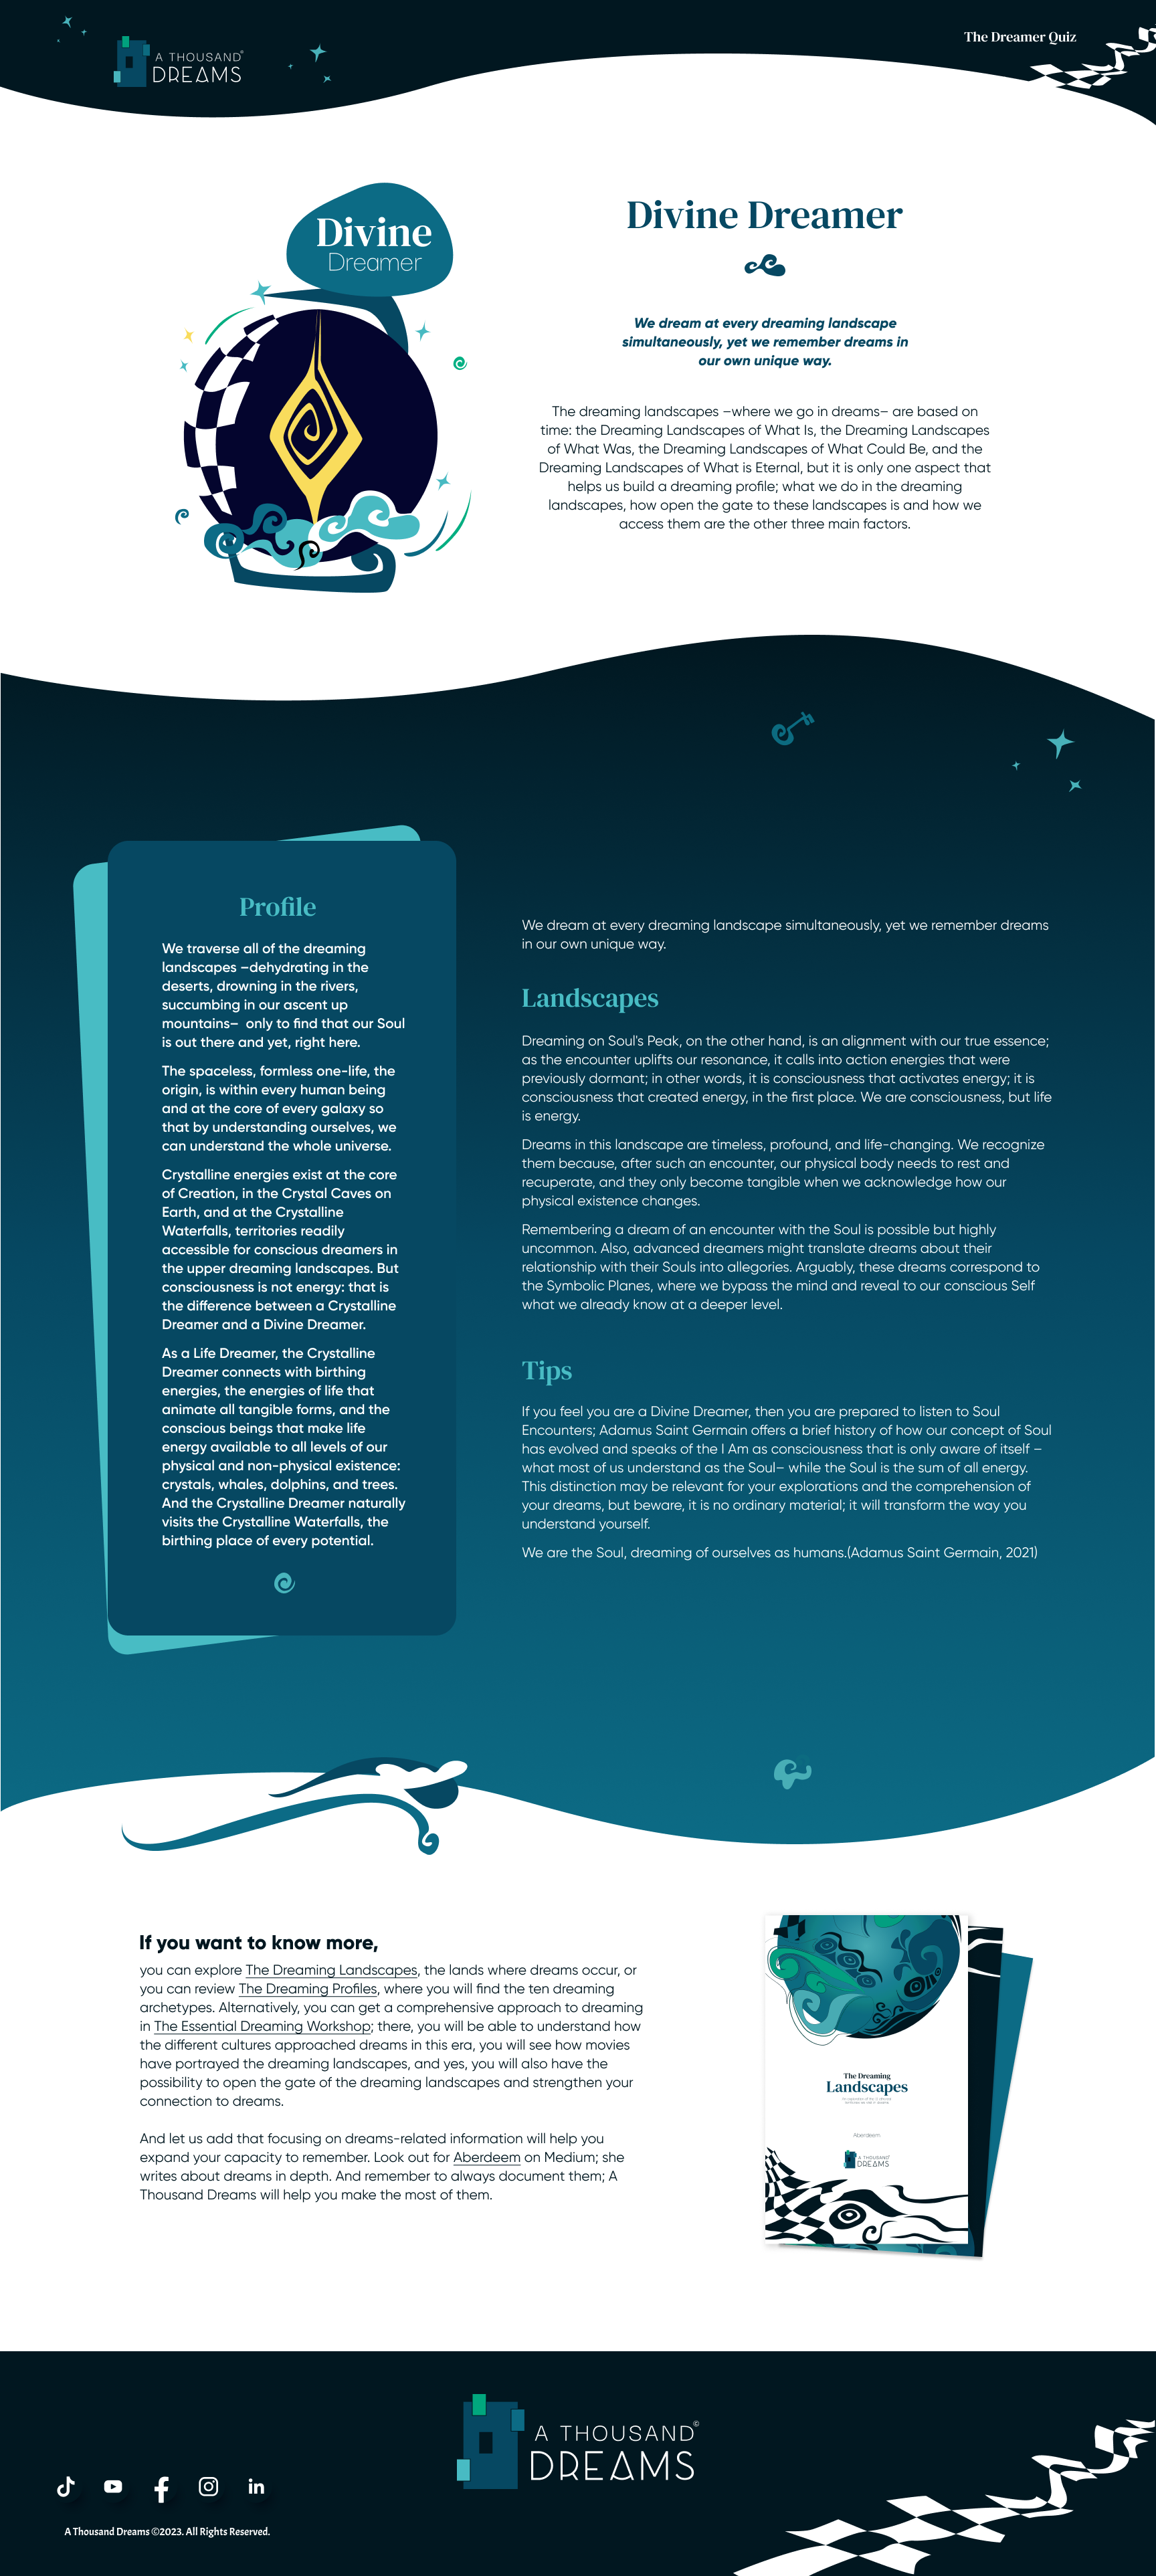 A THOUSAND
DREAMS
The Dreamer Quiz
Divine
Dreamer
Divine Dreamer
We dream at every dreaming landscape
simultaneously, yet we remember dreams in
our own unique way.
The dreaming landscapes –where we go in dreams– are based on
time: the Dreaming Landscapes of What Is, the Dreaming Landscapes
of What Was, the Dreaming Landscapes of What Could Be, and the
Dreaming Landscapes of What is Eternal, but it is only one aspect that
helps us build a dreaming profile; what we do in the dreaming
landscapes, how open the gate to these landscapes is and how we
access them are the other three main factors.
Profile
We traverse all of the dreaming
landscapes –dehydrating in the
deserts, drowning in the rivers,
succumbing in our ascent up
mountains– only to find that our Soul
is out there and yet, right here.
The spaceless, formless one-life, the
origin, is within every human being
and at the core of every galaxy so
that by understanding ourselves, we
can understand the whole universe.
Crystalline energies exist at the core
of Creation, in the Crystal Caves on
Earth, and at the Crystalline
Waterfalls, territories readily
accessible for conscious dreamers in
the upper dreaming landscapes. But
consciousness is not energy: that is
the difference between a Crystalline
Dreamer and a Divine Dreamer.
As a Life Dreamer, the Crystalline
Dreamer connects with birthing
energies, the energies of life that
animate all tangible forms, and the
conscious beings that make life
energy available to all levels of our
physical and non-physical existence:
crystals, whales, dolphins, and trees.
And the Crystalline Dreamer naturally
visits the Crystalline Waterfalls, the
birthing place of every potential.
We dream at every dreaming landscape simultaneously, yet we remember dreams
in our own unique way.
Landscapes
Dreaming on Soul's Peak, on the other hand, is an alignment with our true essence;
as the encounter uplifts our resonance, it calls into action energies that were
previously dormant; in other words, it is consciousness that activates energy; it is
consciousness that created energy, in the first place. We are consciousness, but life
is energy.
Dreams in this landscape are timeless, profound, and life-changing. We recognize
them because, after such an encounter, our physical body needs to rest and
recuperate, and they only become tangible when we acknowledge how our
physical existence changes.
Remembering a dream of an encounter with the Soul is possible but highly
uncommon. Also, advanced dreamers might translate dreams about their
relationship with their Souls into allegories. Arguably, these dreams correspond to
the Symbolic Planes, where we bypass the mind and reveal to our conscious Self
what we already know at a deeper level.
Tips
If you feel you are a Divine Dreamer, then you are prepared to listen to Soul
Encounters; Adamus Saint Germain offers a brief history of how our concept of Soul
has evolved and speaks of the I Am as consciousness that is only aware of itself –
what most of us understand as the Soul– while the Soul is the sum of all energy.
This distinction may be relevant for your explorations and the comprehension of
your dreams, but beware, it is no ordinary material; it will transform the way you
understand yourself.
We are the Soul, dreaming of ourselves as humans.(Adamus Saint Germain, 2021)
If you want to know more,
you can explore The Dreaming Landscapes, the lands where dreams occur, or
you can review The Dreaming Profiles, where you will find the ten dreaming
archetypes. Alternatively, you can get a comprehensive approach to dreaming
in The Essential Dreaming Workshop; there, you will be able to understand how
the different cultures approached dreams in this era, you will see how movies
have portrayed the dreaming landscapes, and yes, you will also have the
possibility to open the gate of the dreaming landscapes and strengthen your
connection to dreams.
And let us add that focusing on dreams-related information will help you
expand your capacity to remember. Look out for Aberdeem on Medium; she
writes about dreams in depth. And remember to always document them; A
Thousand Dreams will help you make the most of them.
The Dreaming
Landscapes
Aberdeem
A THOUSAND
DREAMS
A THOUSAND©
DREAMS
A Thousand Dreams ©2023. All Rights Reserved.